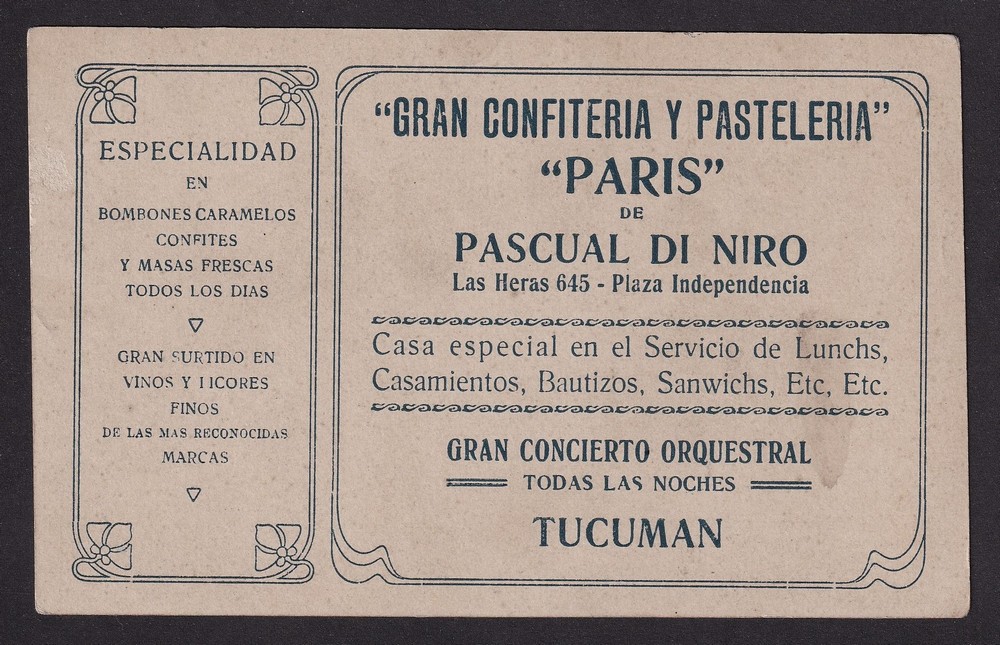 ESPECIALIDAD
EN
BOMBONES CARAMELOS
CONFITES
Y MASAS FRESCAS
TODOS LOS DIAS
GRAN SURTIDO EN
VINOS Y LICORES
FINOS
DE LAS MAS RECONOCIDAS
MARCAS
“GRAN CONFITERIA Y PASTELERIA”
“PARIS”
DE
PASCUAL DI NIRO
Las Heras 645 - Plaza Independencia
Casa especial en el Servicio de Lunchs,
Casamientos, Bautizos, Sanwichs, Etc, Etc.
GRAN CONCIERTO ORQUESTRAL
TODAS LAS NOCHES
TUCUMAN